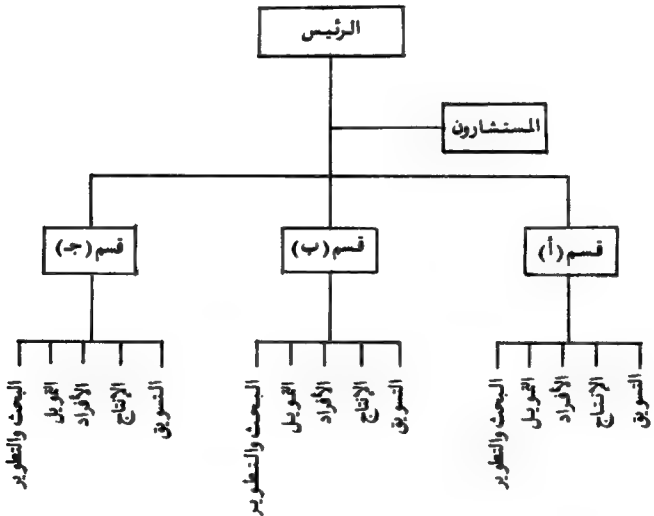 الرئيس
المستشارون
قسم (أ)
قسم (ب)
قسم (جـ)
التسويق
الإنتاج
الأفراد
التمويل
البحث والتطوير
التسويق
الإنتاج
الأفراد
التمويل
البحث والتطوير
التسويق
الإنتاج
الأفراد
التمويل
البحث والتطوير